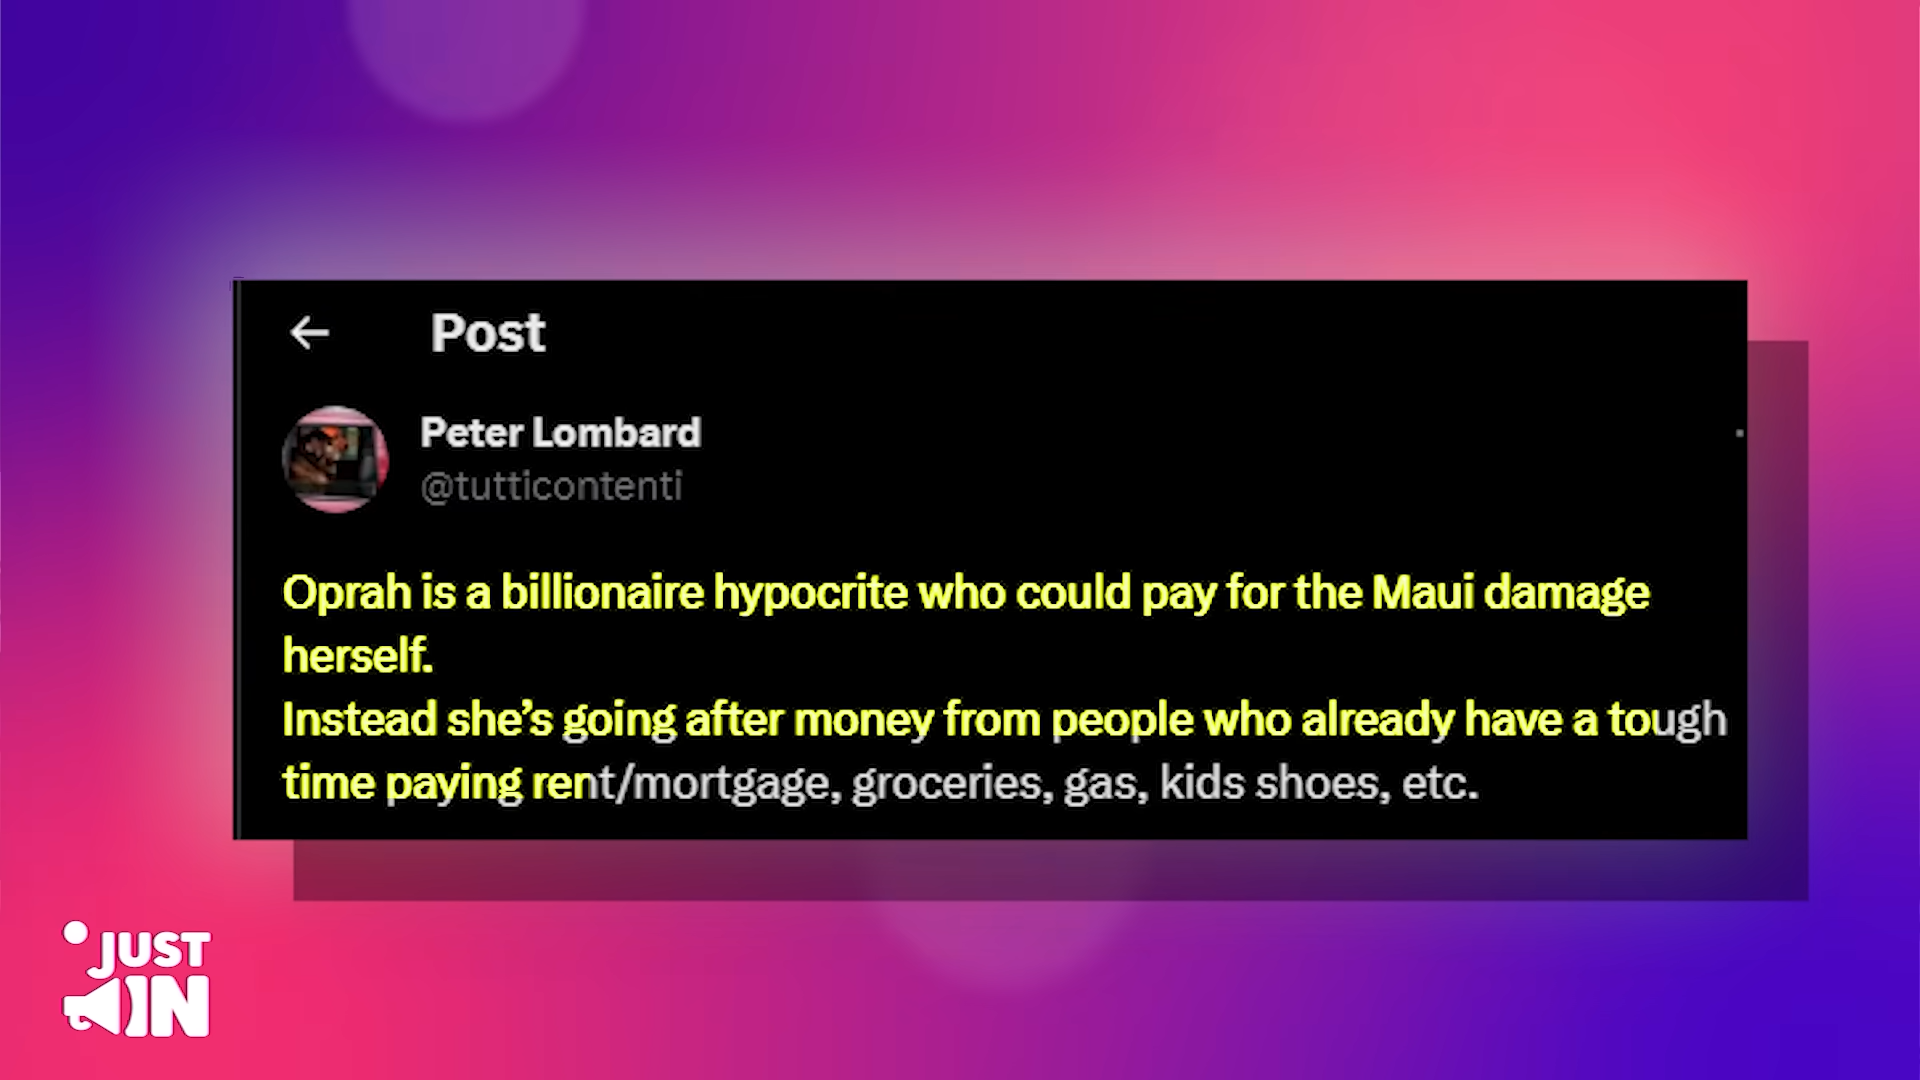 Post
Peter Lombard
@tutticontenti
Oprah is a billionaire hypocrite who could pay for the Maui damage
herself.
Instead she’s going after money from people who already have a tough
time paying rent/mortgage, groceries, gas, kids shoes, etc.
JUST
IN